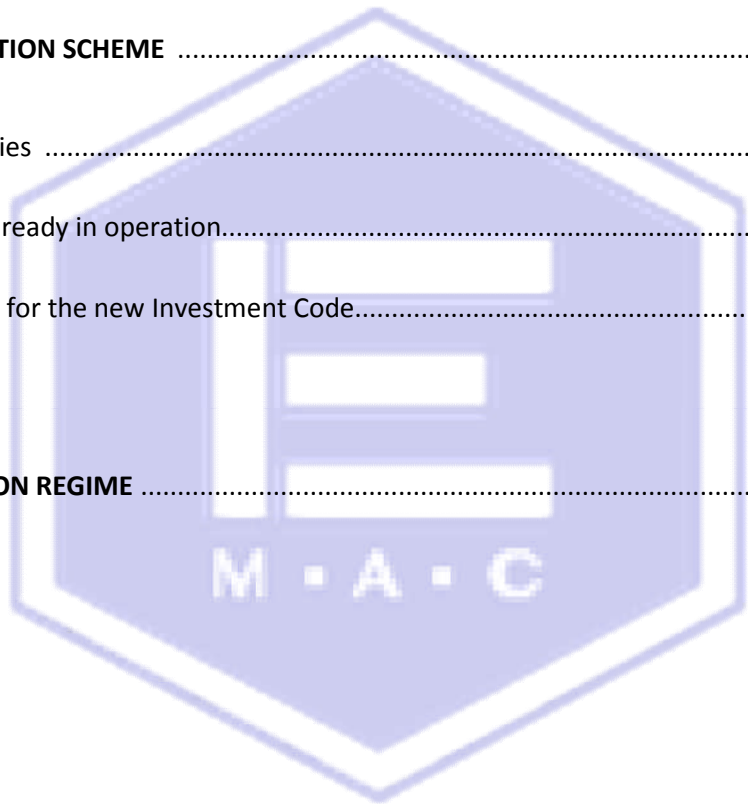 TION SCHEME ........................................................................................
ies ........................................................................................................................
ready in operation........................................................................................
for the new Investment Code................................................................
ON REGIME ................................................................................................
M · A · C